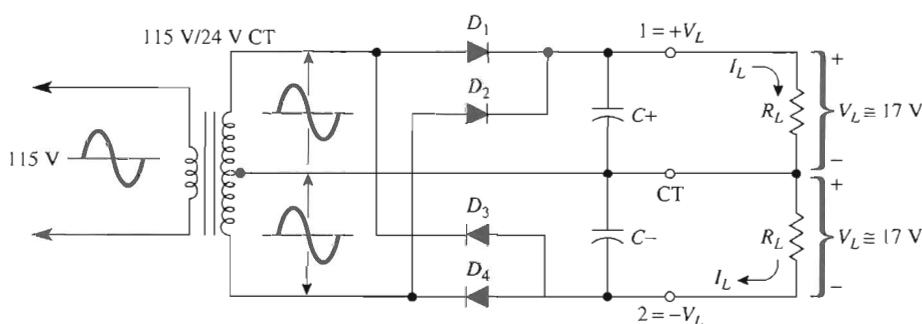 115 V/24 V CT
D1
1 = +VL
IL
+
D2
C+
RL
VL ≅ 17 V
115 V
−
CT
+
D3
C−
RL
VL ≅ 17 V
D4
IL
−
2 = −VL